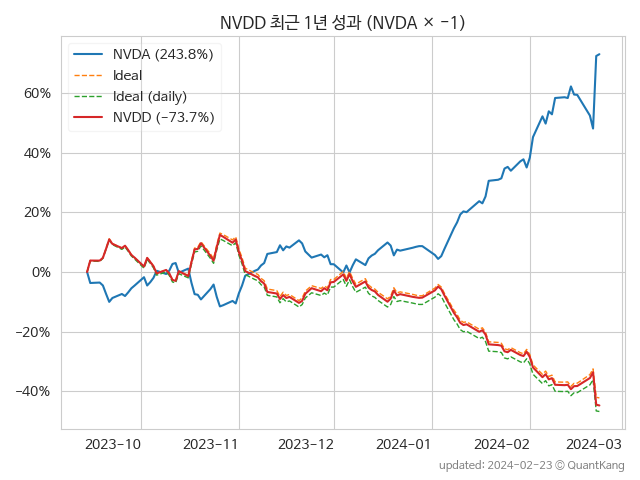 NVDD 최근 1년 성과 (NVDA × −1)
NVDA (243.8%)
Ideal
Ideal (daily)
NVDD (−73.7%)
60%
40%
20%
0%
−20%
−40%
2023-10 2023-11 2023-12 2024-01 2024-02 2024-03
updated: 2024-02-23 © QuantKang